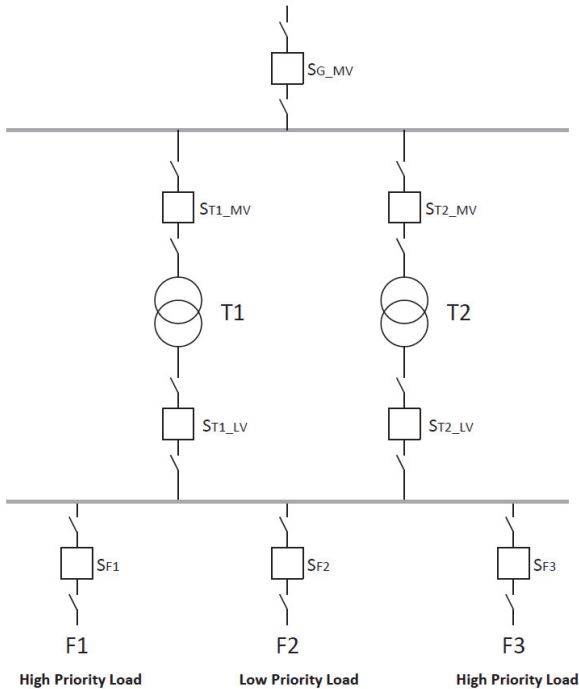 SG_MV
ST1_MV ST2_MV
T1 T2
ST1_LV ST2_LV
SF1 SF2 SF3
F1 F2 F3
High Priority Load Low Priority Load High Priority Load